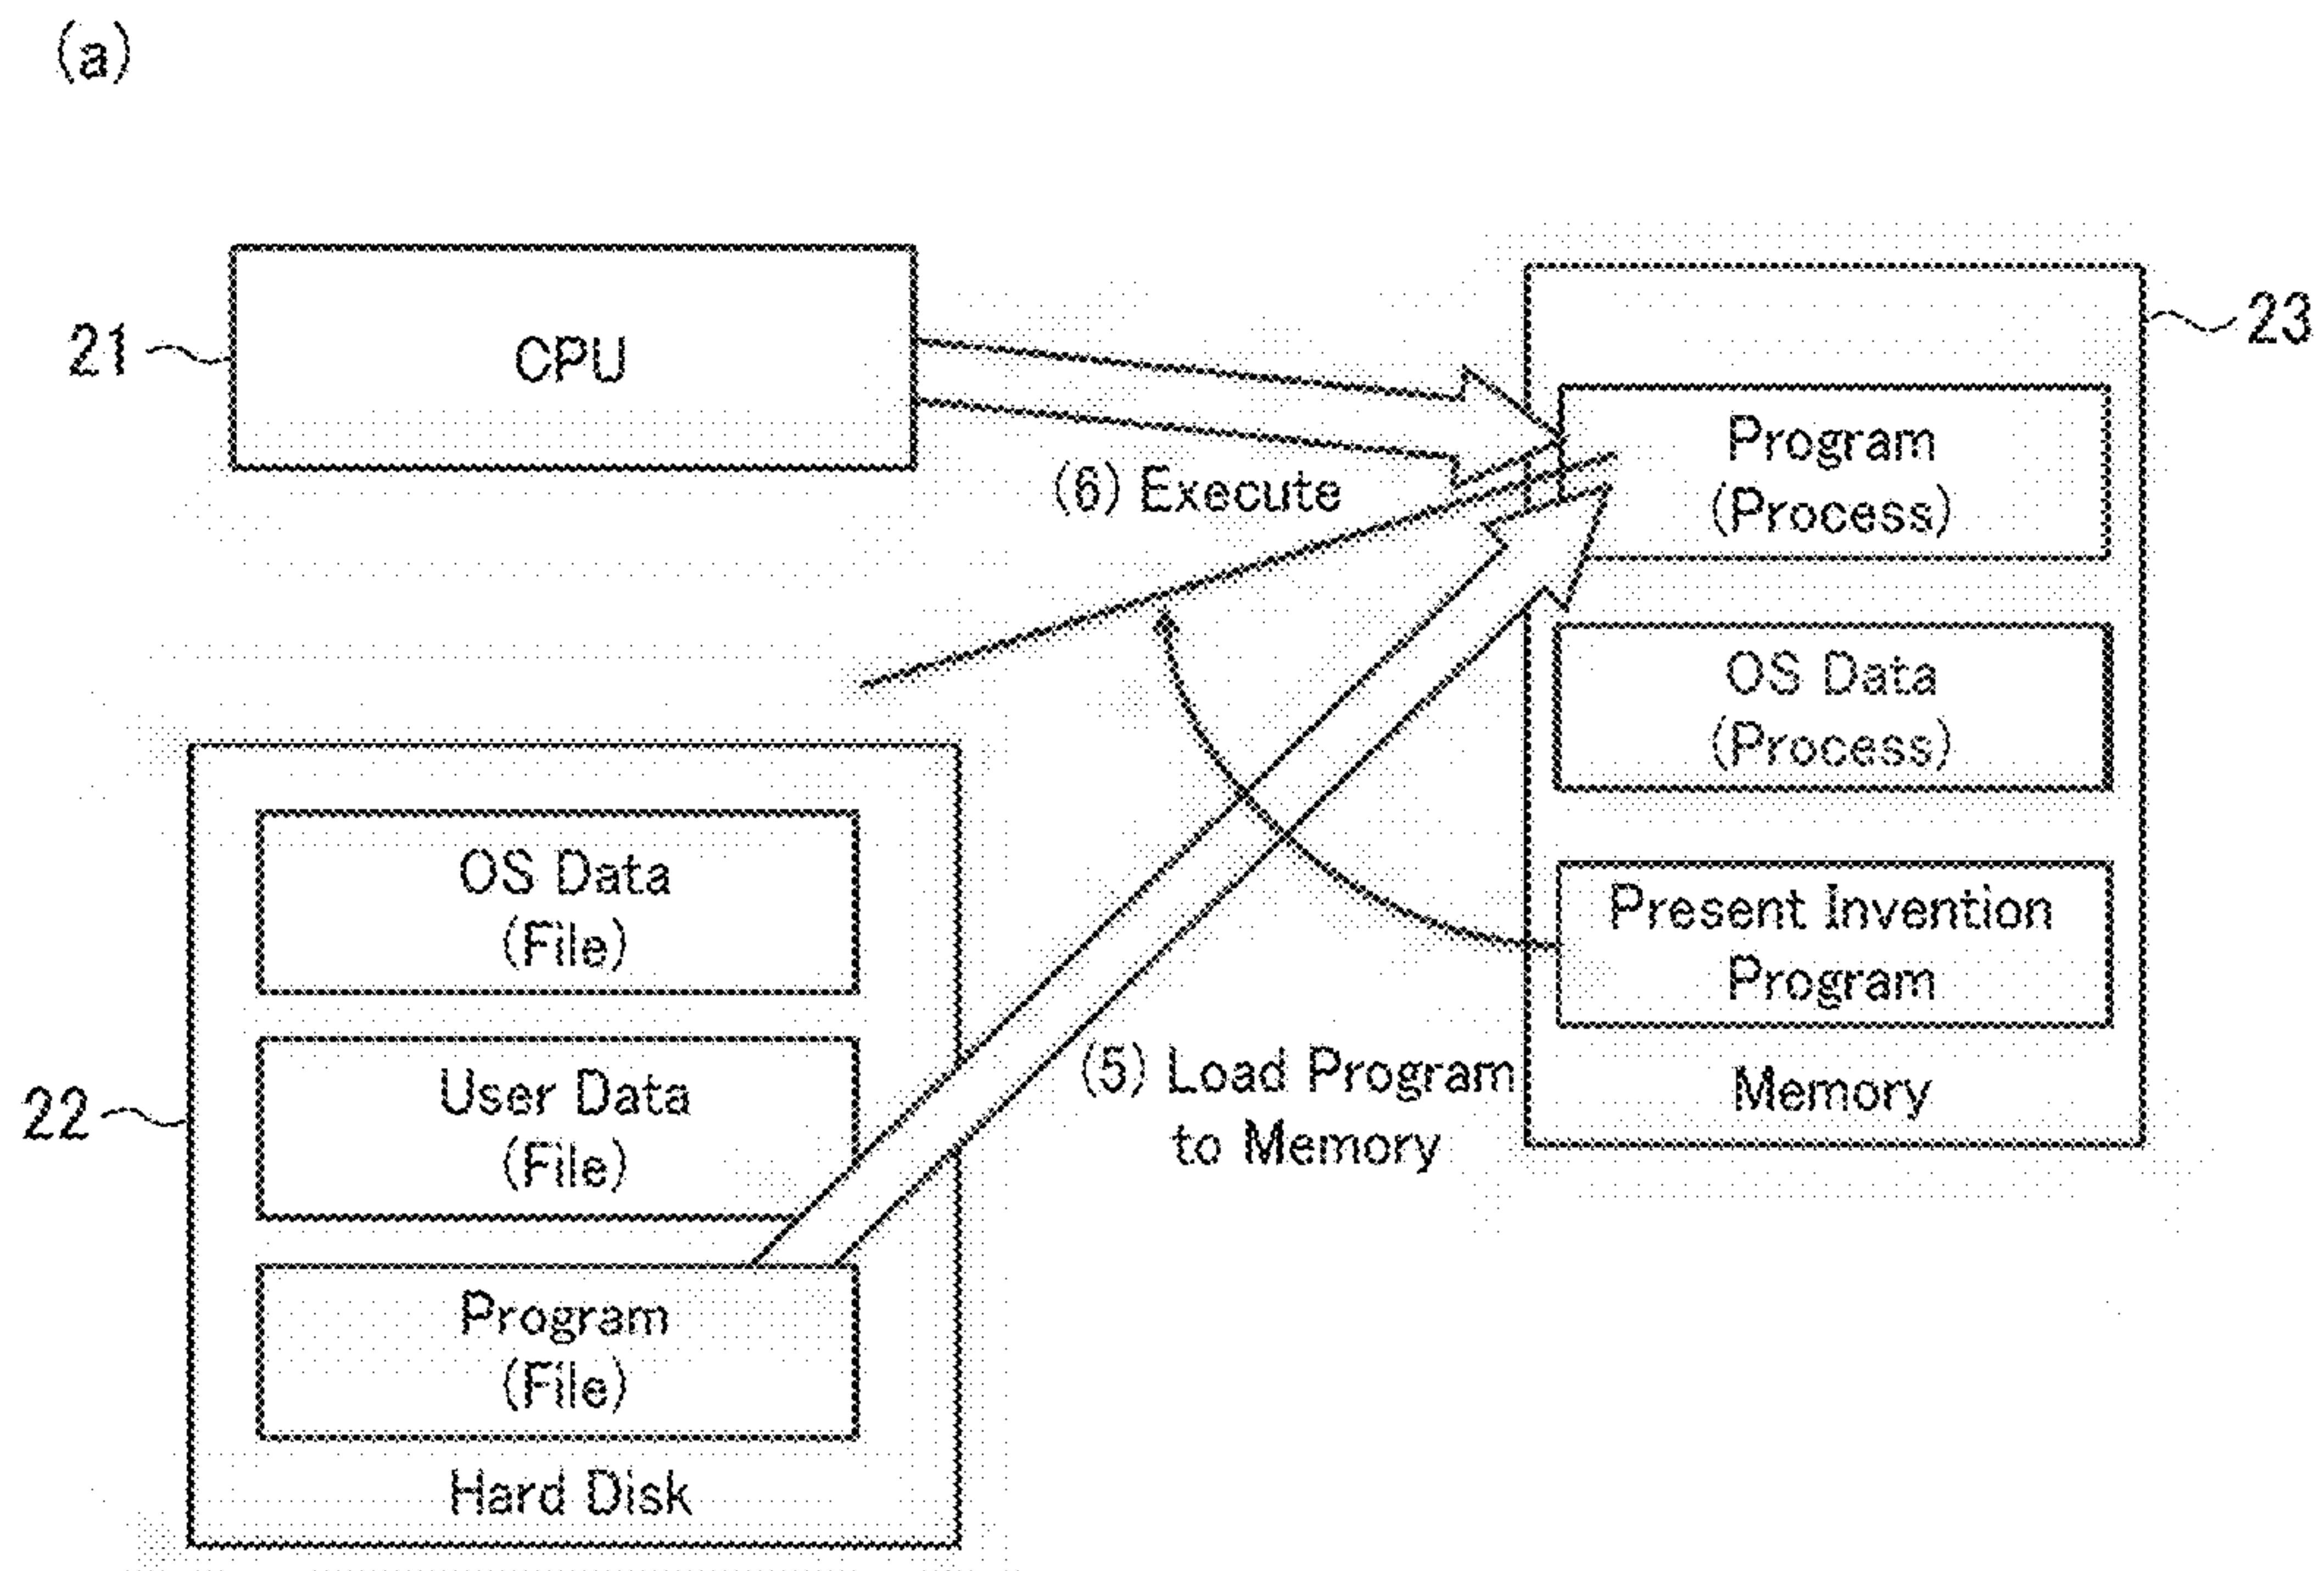 (a)
21
CPU
23
Program
(Process)
(6) Execute
OS Data
(Process)
OS Data
(File)
Present Invention
Program
22
User Data
(File)
(5) Load Program
to Memory
Memory
Program
(File)
Hard Disk